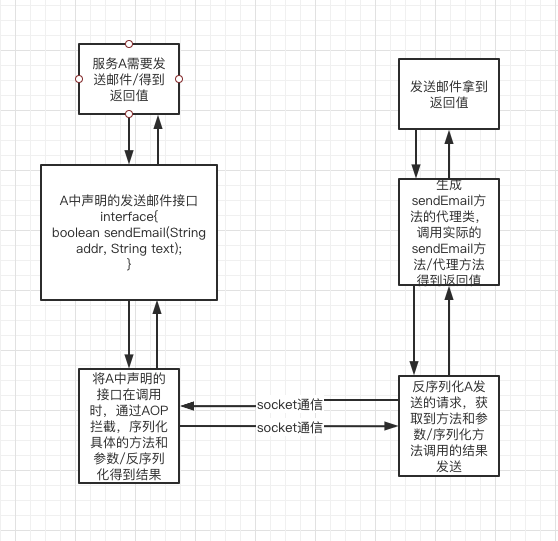 服务A需要发
送邮件/得到
返回值
A中声明的发送邮件接口
interface{
boolean sendEmail(String
addr, String text);
}
将A中声明的
接口在调用
时，通过AOP
拦截，序列化
具体的方法和
参数/反序列
化得到结果
socket通信
socket通信
发送邮件拿到
返回值
生成
sendEmail方
法的代理类，
调用实际的
sendEmail方
法/代理方法
得到返回值
反序列化A发
送的请求，获
取到方法和参
数/序列化方
法调用的结果
发送